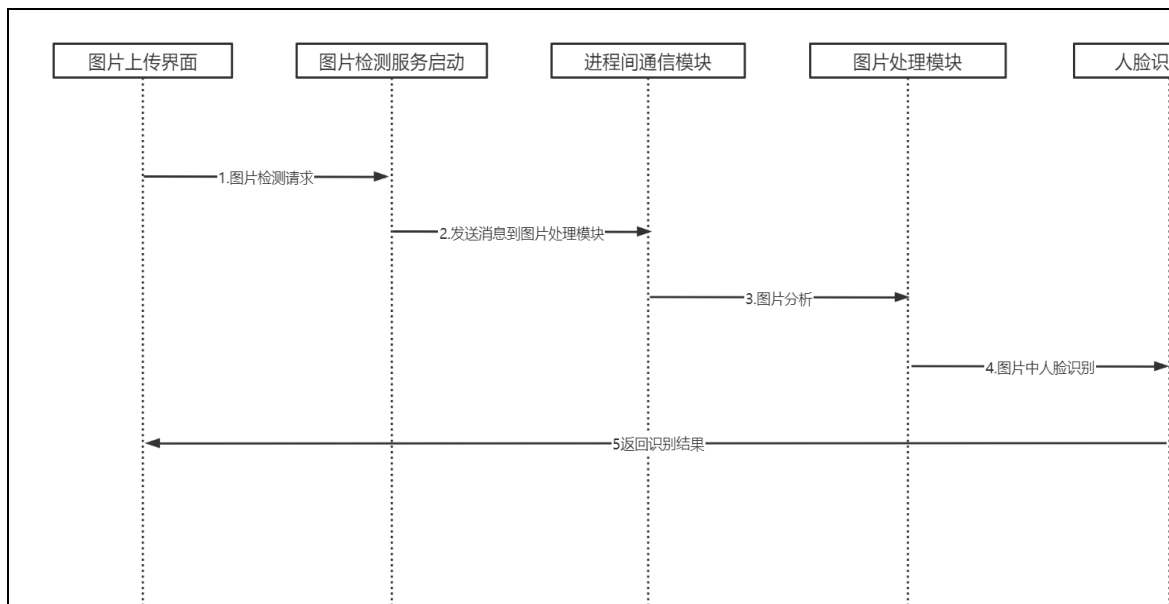 图片上传界面
图片检测服务启动
进程间通信模块
图片处理模块
人脸识
1.图片检测请求
2.发送消息到图片处理模块
3.图片分析
4.图片中人脸识别
5返回识别结果